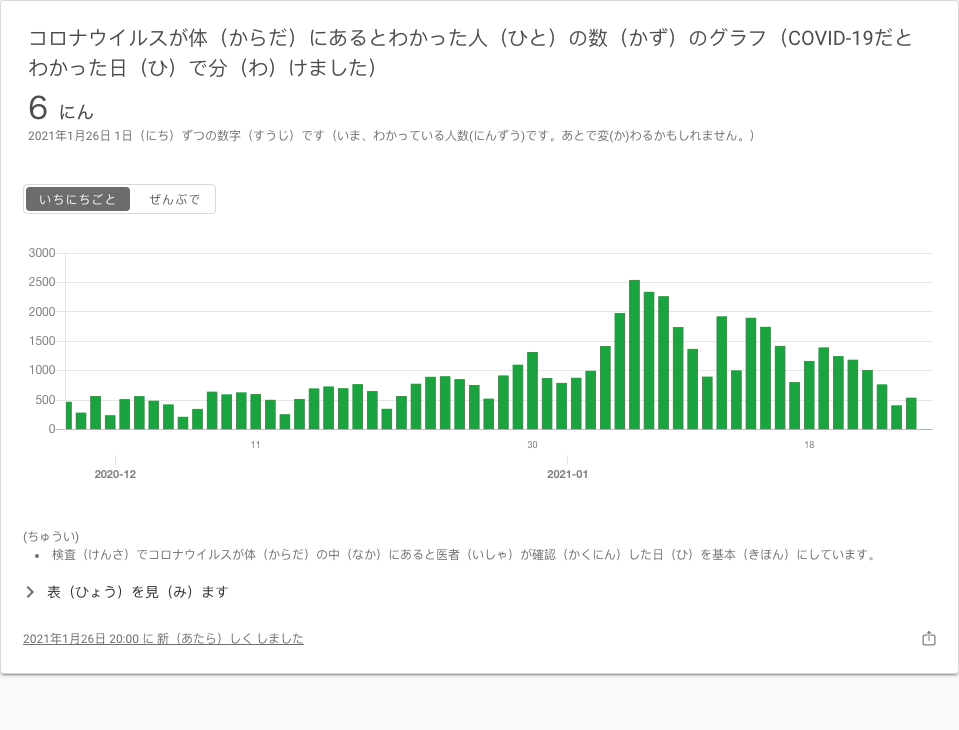 コロナウイルスが体（からだ）にあるとわかった人（ひと）の数（かず）のグラフ（COVID-19だと
わかった日（ひ）で分（わ）けました）
6 にん
2021年1月26日 1日（にち）ずつの数字（すうじ）です（いま、わかっている人数(にんずう)です。あとで変(か)わるかもしれません。）
いちにちごと ぜんぶで
3000
2500
2000
1500
1000
500
0
11 30 18
2020-12 2021-01
(ちゅうい)
• 検査（けんさ）でコロナウイルスが体（からだ）の中（なか）にあると医者（いしゃ）が確認（かくにん）した日（ひ）を基本（きほん）にしています。
表（ひょう）を見（み）ます
2021年1月26日 20:00 に 新（あたら）しく しました